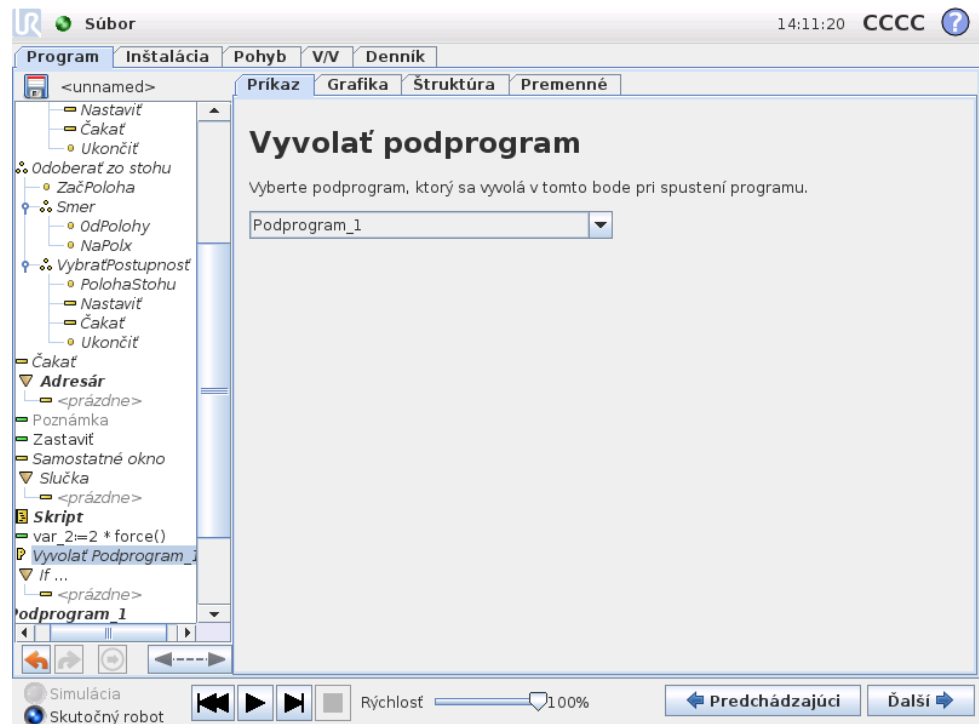 Súbor
14:11:20 CCCC ?
Program Inštalácia Pohyb V/V Denník
<unnamed>
Príkaz Grafika Štruktúra Premenné
Nastaviť
Čakať
Ukončiť
Odoberať zo stohu
ZačPoloha
Smer
OdPolohy
NaPolx
VybraťPostupnosť
PolohaStohu
Nastaviť
Čakať
Ukončiť
Čakať
Adresár
<prázdne>
Poznámka
Zastaviť
Samostatné okno
Slučka
<prázdne>
Skript
var_2:=2 * force()
Vyvolať Podprogram_1
If ...
<prázdne>
Podprogram_1
Vyvolať podprogram
Vyberte podprogram, ktorý sa vyvolá v tomto bode pri spustení programu.
Podprogram_1
Simulácia
Skutočný robot
Rýchlosť 100%
Predchádzajúci Ďalší